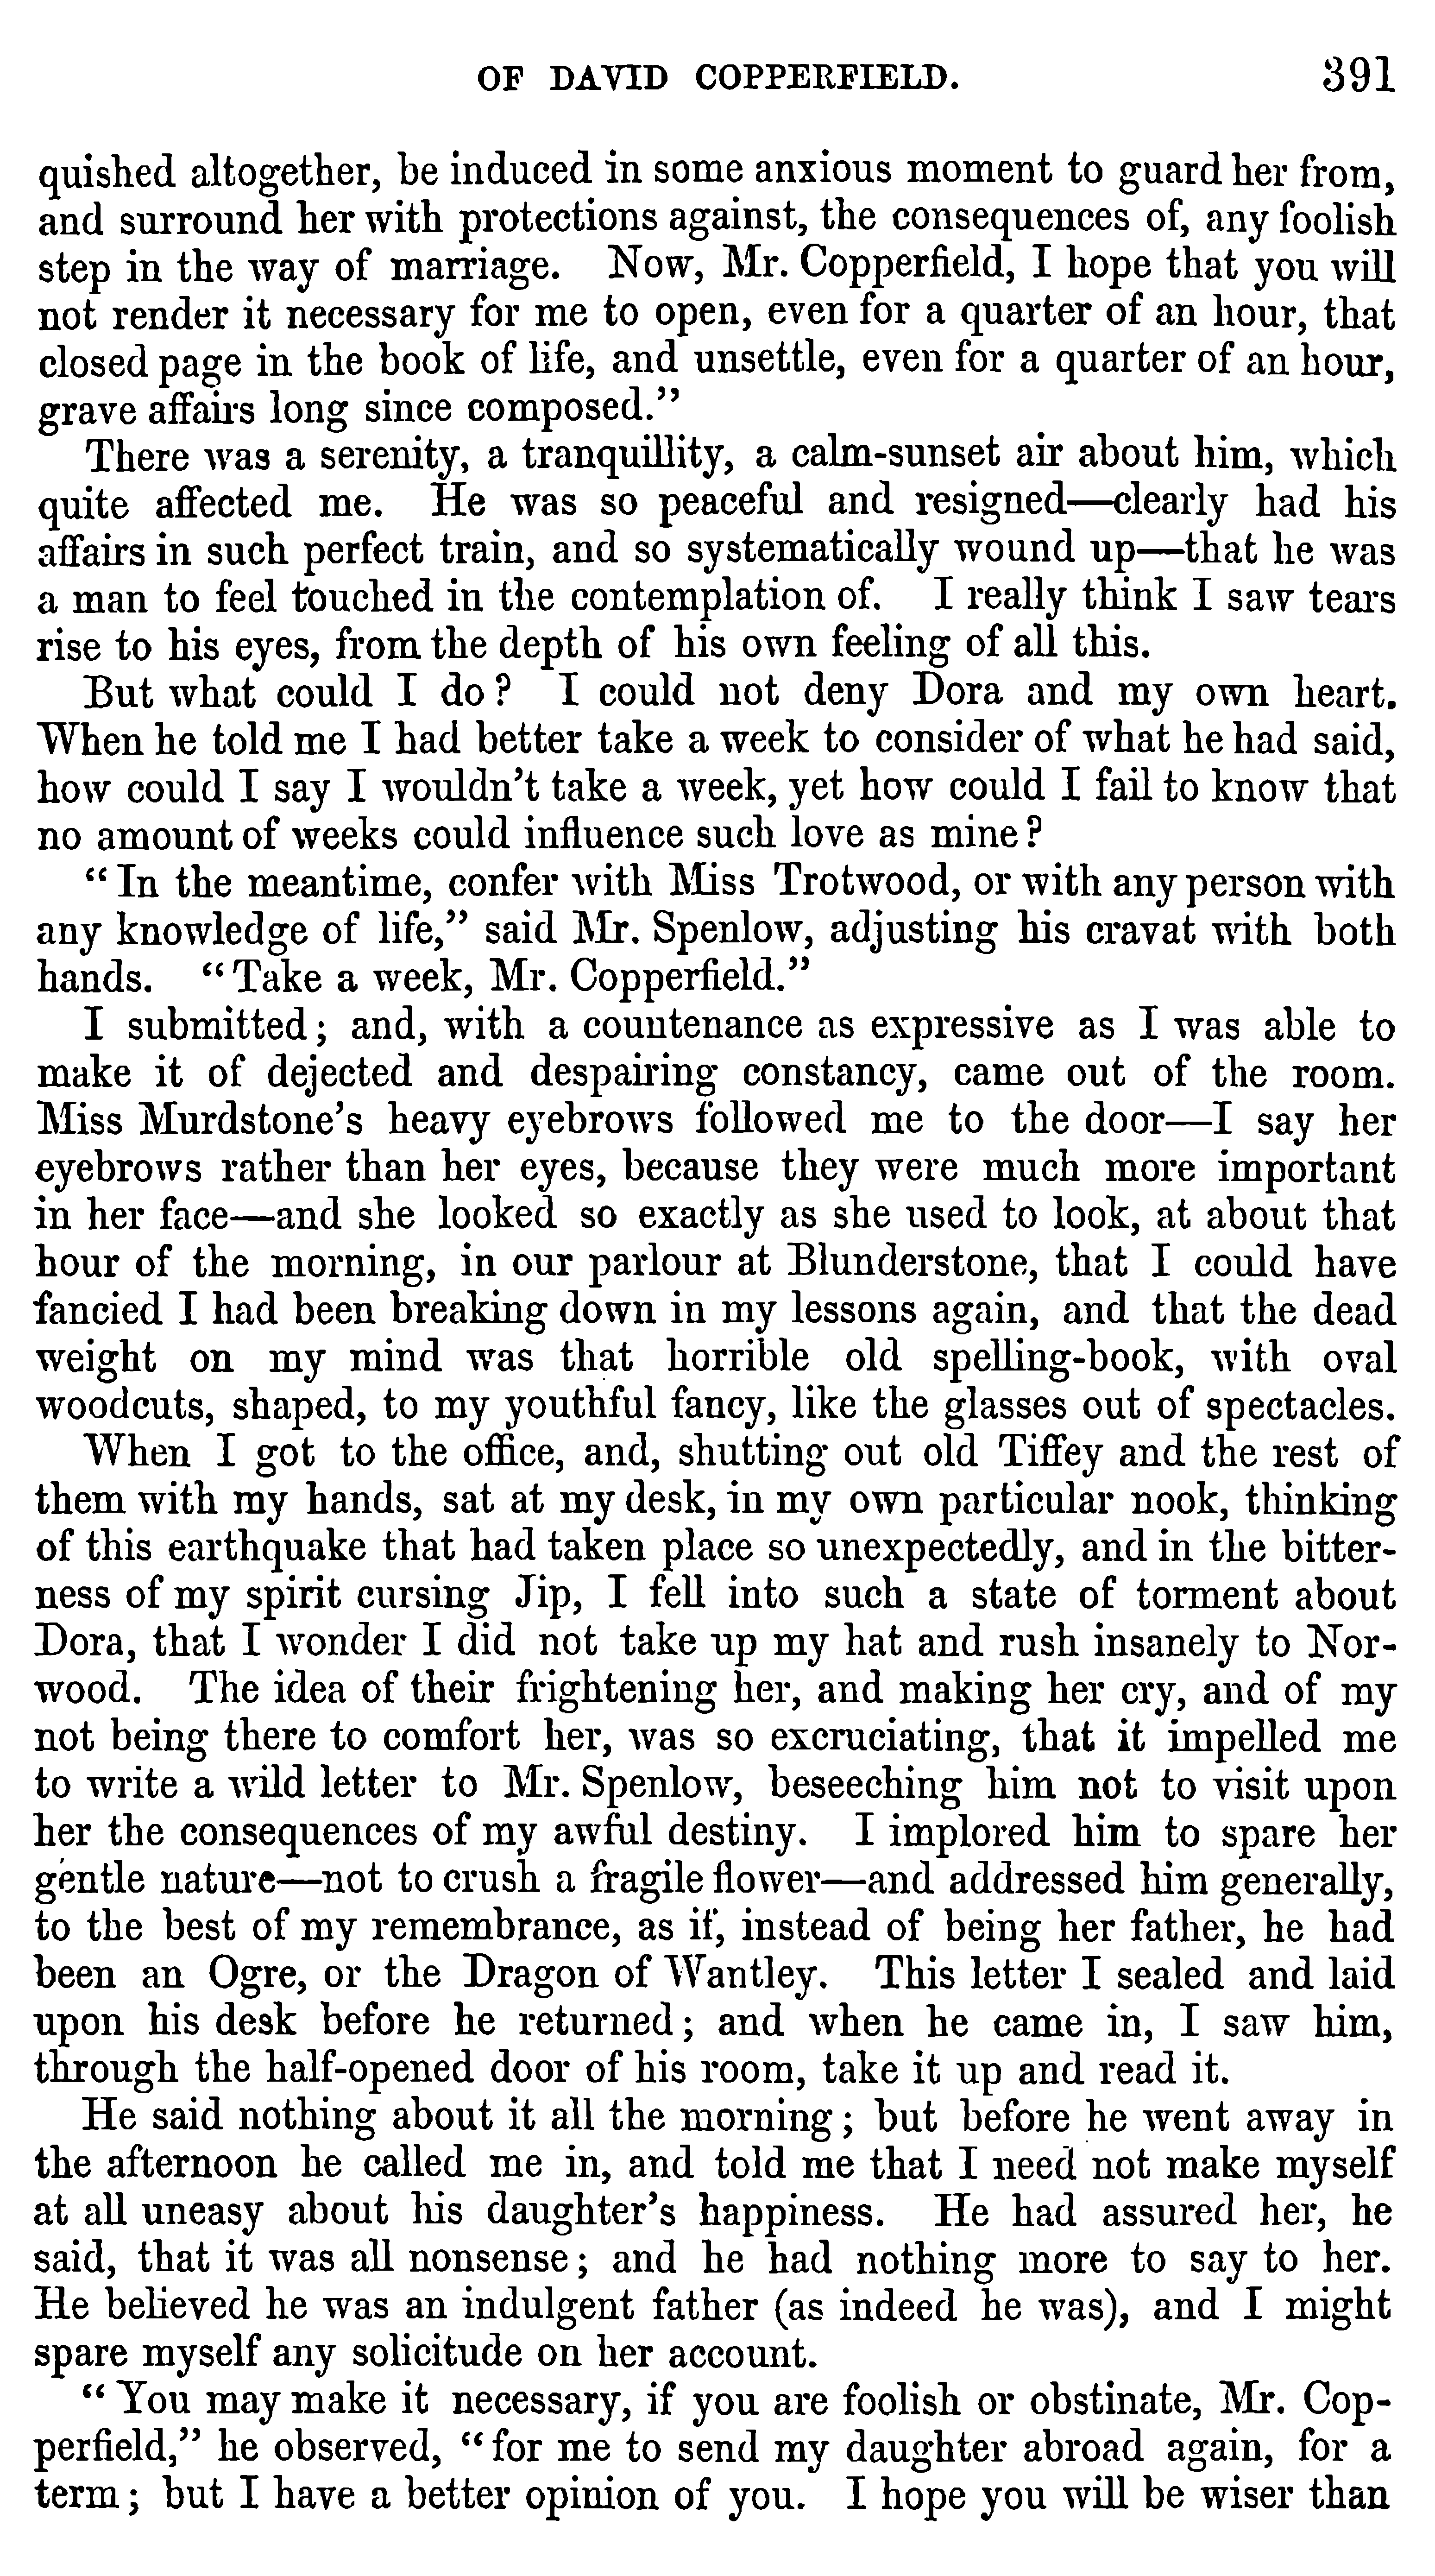 OF DAVID COPPERFIELD. 391
quished altogether, be induced in some anxious moment to guard her from,
and surround her with protections against, the consequences of, any foolish
step in the way of marriage. Now, Mr. Copperfield, I hope that you will
not render it necessary for me to open, even for a quarter of an hour, that
closed page in the book of life, and unsettle, even for a quarter of an hour,
grave affairs long since composed.”
There was a serenity, a tranquillity, a calm-sunset air about him, which
quite affected me. He was so peaceful and resigned—clearly had his
affairs in such perfect train, and so systematically wound up—that he was
a man to feel touched in the contemplation of. I really think I saw tears
rise to his eyes, from the depth of his own feeling of all this.
But what could I do? I could not deny Dora and my own heart.
When he told me I had better take a week to consider of what he had said,
how could I say I wouldn’t take a week, yet how could I fail to know that
no amount of weeks could influence such love as mine?
“In the meantime, confer with Miss Trotwood, or with any person with
any knowledge of life,” said Mr. Spenlow, adjusting his cravat with both
hands. “Take a week, Mr. Copperfield.”
I submitted; and, with a countenance as expressive as I was able to
make it of dejected and despairing constancy, came out of the room.
Miss Murdstone’s heavy eyebrows followed me to the door—I say her
eyebrows rather than her eyes, because they were much more important
in her face—and she looked so exactly as she used to look, at about that
hour of the morning, in our parlour at Blunderstone, that I could have
fancied I had been breaking down in my lessons again, and that the dead
weight on my mind was that horrible old spelling-book, with oval
woodcuts, shaped, to my youthful fancy, like the glasses out of spectacles.
When I got to the office, and, shutting out old Tiffey and the rest of
them with my hands, sat at my desk, in my own particular nook, thinking
of this earthquake that had taken place so unexpectedly, and in the bitter-
ness of my spirit cursing Jip, I fell into such a state of torment about
Dora, that I wonder I did not take up my hat and rush insanely to Nor-
wood. The idea of their frightening her, and making her cry, and of my
not being there to comfort her, was so excruciating, that it impelled me
to write a wild letter to Mr. Spenlow, beseeching him not to visit upon
her the consequences of my awful destiny. I implored him to spare her
gentle nature—not to crush a fragile flower—and addressed him generally,
to the best of my remembrance, as if, instead of being her father, he had
been an Ogre, or the Dragon of Wantley. This letter I sealed and laid
upon his desk before he returned; and when he came in, I saw him,
through the half-opened door of his room, take it up and read it.
He said nothing about it all the morning; but before he went away in
the afternoon he called me in, and told me that I need not make myself
at all uneasy about his daughter’s happiness. He had assured her, he
said, that it was all nonsense; and he had nothing more to say to her.
He believed he was an indulgent father (as indeed he was), and I might
spare myself any solicitude on her account.
“You may make it necessary, if you are foolish or obstinate, Mr. Cop-
perfield,” he observed, “for me to send my daughter abroad again, for a
term; but I have a better opinion of you. I hope you will be wiser than